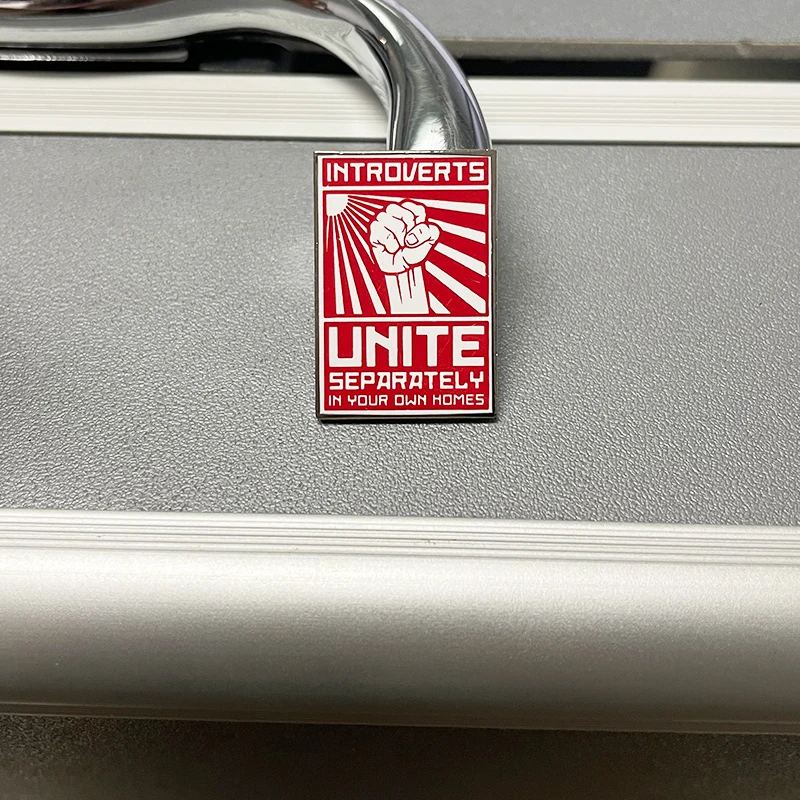 INTROVERTS
UNITE
SEPARATELY
IN YOUR OWN HOMES